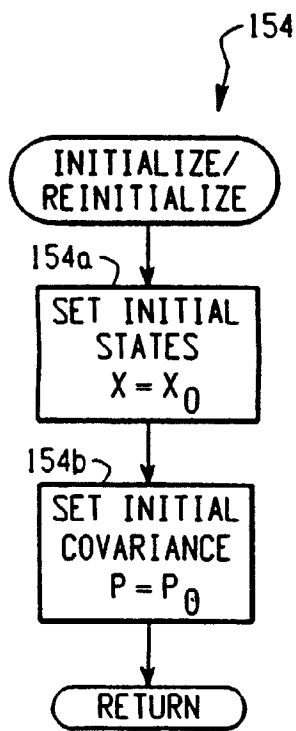 154
INITIALIZE/
REINITIALIZE
154a
SET INITIAL
STATES
X = X0
154b
SET INITIAL
COVARIANCE
P = P0
RETURN